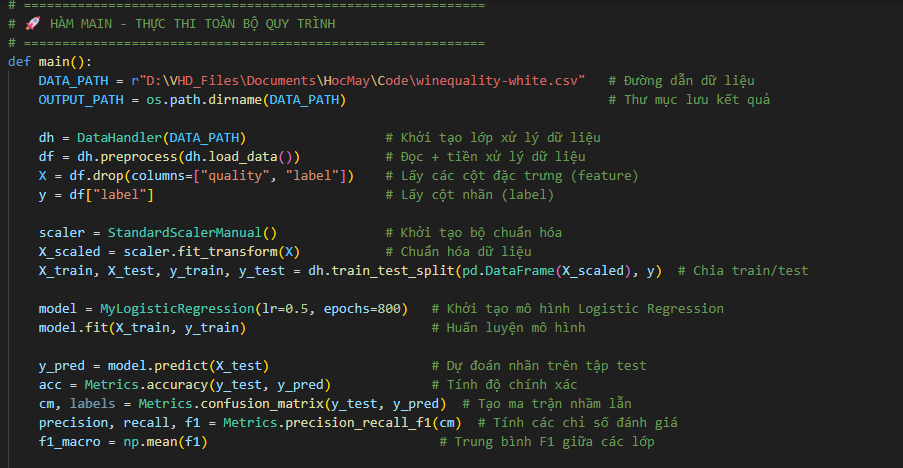 # ============================================================
# 🚀 HÀM MAIN - THỰC THI TOÀN BỘ QUY TRÌNH
# ============================================================
def main():
    DATA_PATH = r"D:\VHD_Files\Documents\HocMay\Code\winequality-white.csv"   # Đường dẫn dữ liệu
    OUTPUT_PATH = os.path.dirname(DATA_PATH)                                  # Thư mục lưu kết quả
    dh = DataHandler(DATA_PATH)                  # Khởi tạo lớp xử lý dữ liệu
    df = dh.preprocess(dh.load_data())           # Đọc + tiền xử lý dữ liệu
    X = df.drop(columns=["quality", "label"])    # Lấy các cột đặc trưng (feature)
    y = df["label"]                              # Lấy cột nhãn (label)
    scaler = StandardScalerManual()              # Khởi tạo bộ chuẩn hóa
    X_scaled = scaler.fit_transform(X)           # Chuẩn hóa dữ liệu
    X_train, X_test, y_train, y_test = dh.train_test_split(pd.DataFrame(X_scaled), y)  # Chia train/test
    model = MyLogisticRegression(lr=0.5, epochs=800)   # Khởi tạo mô hình Logistic Regression
    model.fit(X_train, y_train)                        # Huấn luyện mô hình
    y_pred = model.predict(X_test)                     # Dự đoán nhãn trên tập test
    acc = Metrics.accuracy(y_test, y_pred)             # Tính độ chính xác
    cm, labels = Metrics.confusion_matrix(y_test, y_pred)  # Tạo ma trận nhầm lẫn
    precision, recall, f1 = Metrics.precision_recall_f1(cm)  # Tính các chỉ số đánh giá
    f1_macro = np.mean(f1)                              # Trung bình F1 giữa các lớp